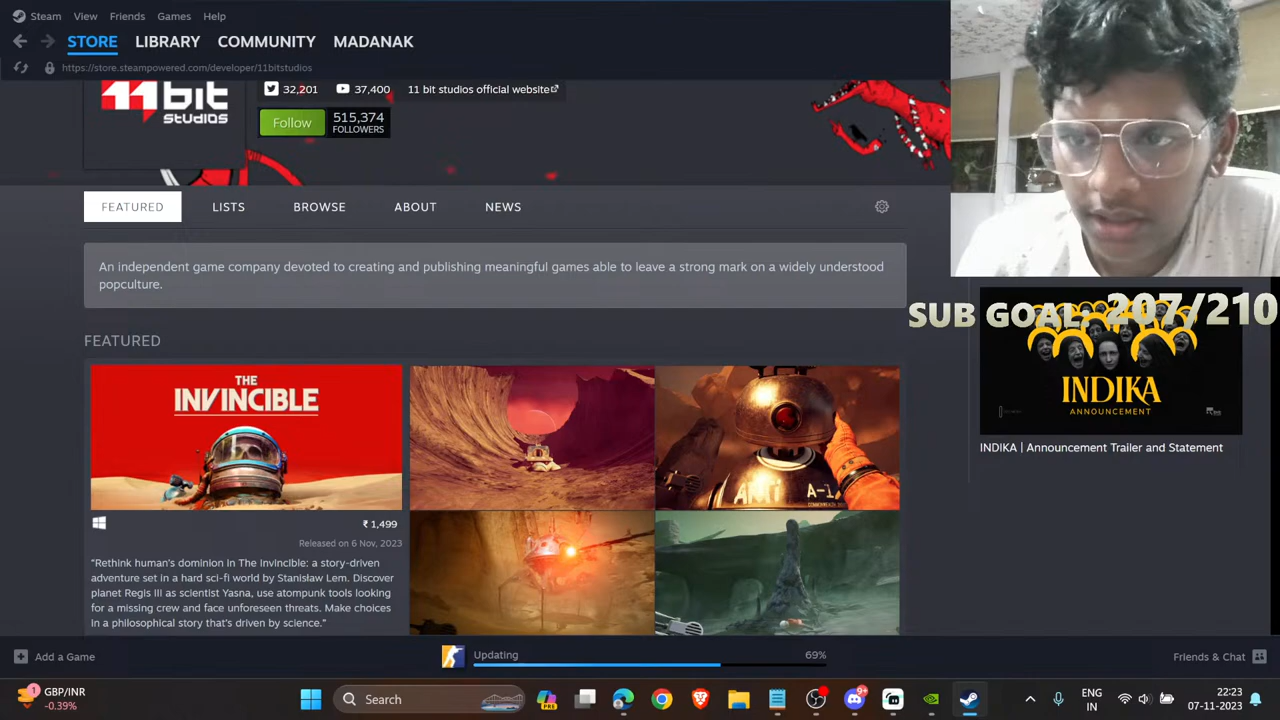 Steam View Friends Games Help
STORE LIBRARY COMMUNITY MADANAK
https://store.steampowered.com/developer/11bitstudios
11 bit
STUDIOS
32,201 37,400 11 bit studios official website
Follow 515,374
FOLLOWERS
FEATURED LISTS BROWSE ABOUT NEWS
An independent game company devoted to creating and publishing meaningful games able to leave a strong mark on a widely understood
popculture.
SUB GOAL: 207/210
INDIKA
ANNOUNCEMENT
INDIKA | Announcement Trailer and Statement
FEATURED
THE
INVINCIBLE
ANTI A-1
₹ 1,499
Released on 6 Nov, 2023
“Rethink human's dominion in The Invincible: a story-driven
adventure set in a hard sci-fi world by Stanisław Lem. Discover
planet Regis III as scientist Yasna, use atompunk tools looking
for a missing crew and face unforeseen threats. Make choices
in a philosophical story that's driven by science.”
Add a Game Updating 69% Friends & Chat
1 GBP/INR
-0.39%
Search
PRE
9+
ENG
IN
22:23
07-11-2023